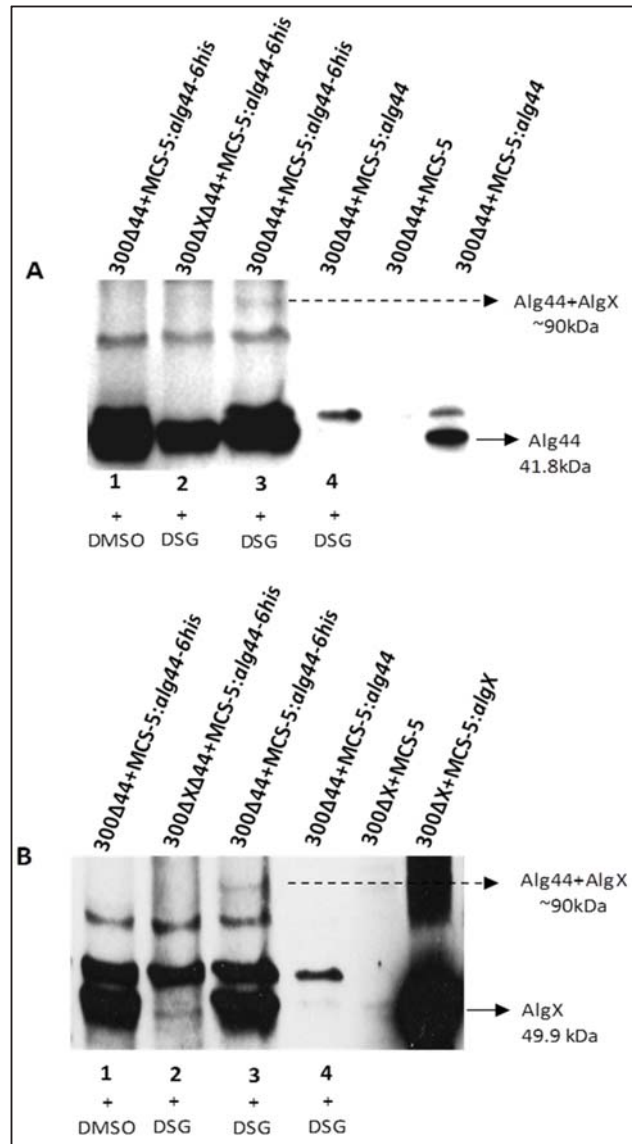 300Δ44+MCS-5:alg44-6his
300ΔXΔ44+MCS-5:alg44-6his
300Δ44+MCS-5:alg44-6his
300Δ44+MCS-5:alg44
300Δ44+MCS-5
300Δ44+MCS-5:alg44
A
Alg44+AlgX
~90kDa
Alg44
41.8kDa
1 2 3 4
+ + + +
DMSO DSG DSG DSG
300Δ44+MCS-5:alg44-6his
300ΔXΔ44+MCS-5:alg44-6his
300Δ44+MCS-5:alg44-6his
300Δ44+MCS-5:alg44
300ΔX+MCS-5
300ΔX+MCS-5:algX
B
Alg44+AlgX
~90kDa
AlgX
49.9 kDa
1 2 3 4
+ + + +
DMSO DSG DSG DSG